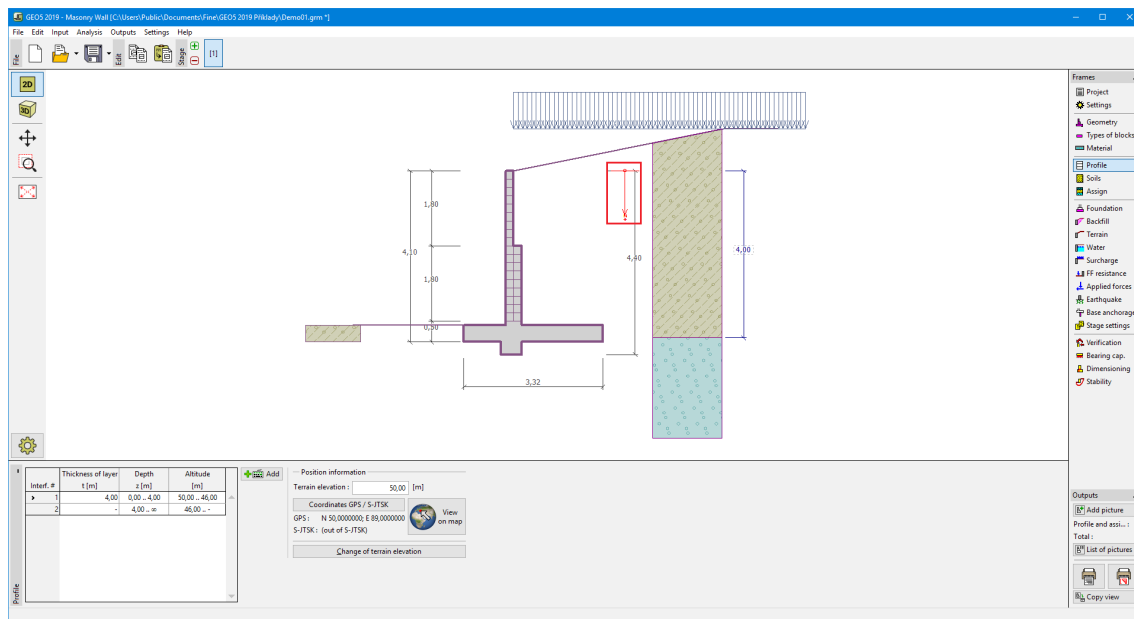 GEO5 2019 - Masonry Wall [C:\Users\Public\Documents\Fine\GEO5 2019 Příklady\Demo01.grm *]
File Edit Input Analysis Outputs Settings Help
File
Edit
Stage
[1]
2D
3D
1,80
4,10
1,80
0,50
4,40
4,00
3,32
Frames
Project
Settings
Geometry
Types of blocks
Material
Profile
Soils
Assign
Foundation
Backfill
Terrain
Water
Surcharge
FF resistance
Applied forces
Earthquake
Base anchorage
Stage settings
Verification
Bearing cap.
Dimensioning
Stability
Profile
Interf. # Thickness of layer t [m] Depth z [m] Altitude [m]
1 4,00 0,00 .. 4,00 50,00 .. 46,00
2 - 4,00 .. ∞ 46,00 .. -
Add
Position information
Terrain elevation : 50,00 [m]
Coordinates GPS / S-JTSK
GPS : N 50,0000000; E 89,0000000
S-JTSK : (out of S-JTSK)
View on map
Change of terrain elevation
Outputs
Add picture
Profile and assi... :
Total :
List of pictures
Copy view